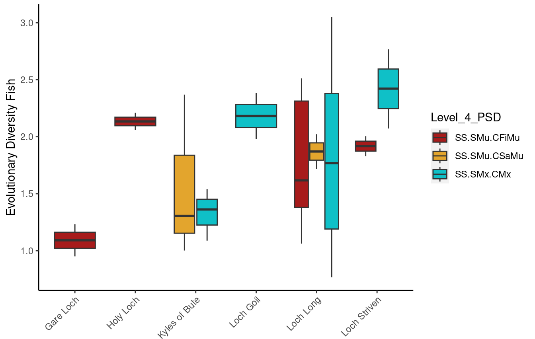 Evolutionary Diversity Fish
3.0
2.5
2.0
1.5
1.0
Gare Loch
Holy Loch
Kyles of Bute
Loch Goil
Loch Long
Loch Striven
Level_4_PSD
SS.SMu.CFiMu
SS.SMu.CSaMu
SS.SMx.CMx